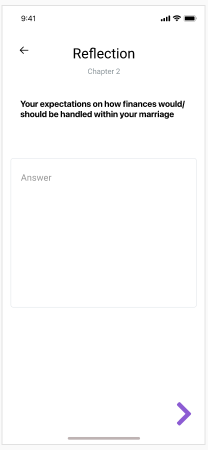 9:41
Reflection
Chapter 2
Your expectations on how finances would/
should be handled within your marriage
Answer